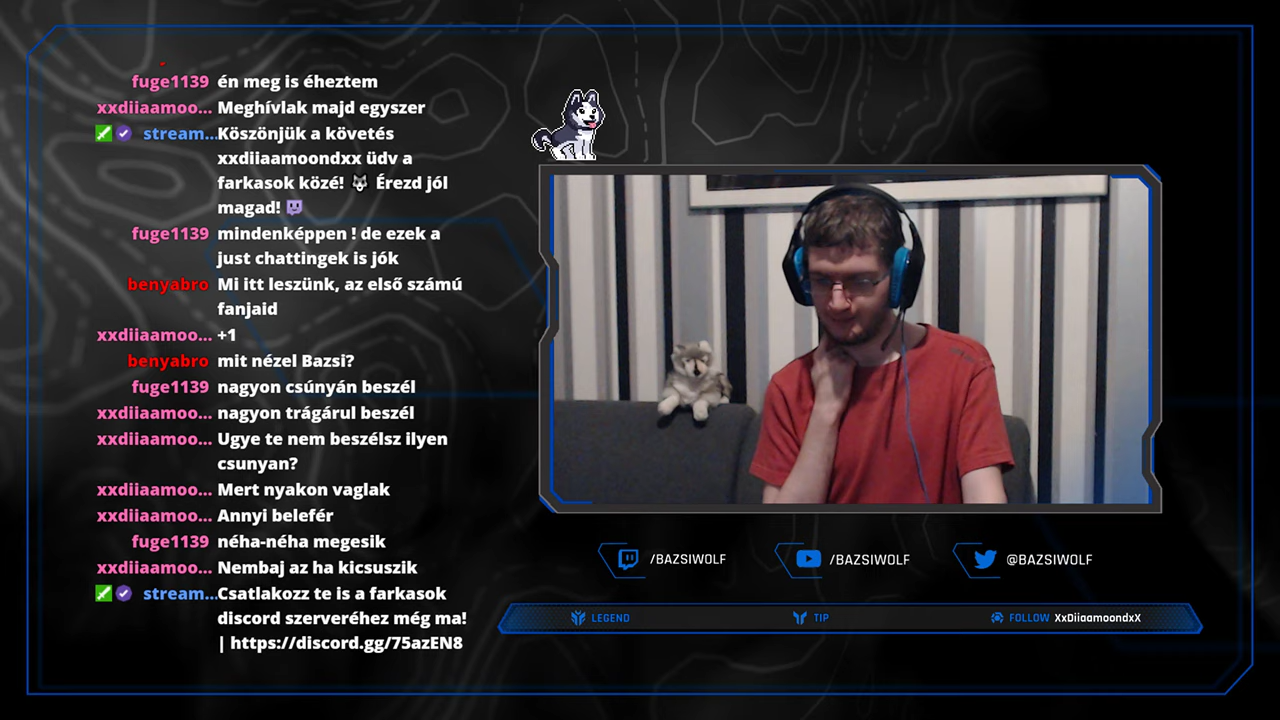 fuge1139 én meg is éheztem
xxdiiaamoo... Meghívlak majd egyszer
stream... Köszönjük a követés
xxdiiaamoondxx üdv a
farkasok közé! 🐺 Érezd jól
magad!
fuge1139 mindenképpen ! de ezek a
just chattingek is jók
benyabro Mi itt leszünk, az első számú
fanjaid
xxdiiaamoo... +1
benyabro mit nézel Bazsi?
fuge1139 nagyon csúnyán beszél
xxdiiaamoo... nagyon trágárul beszél
xxdiiaamoo... Ugye te nem beszélsz ilyen
csunyan?
xxdiiaamoo... Mert nyakon vaglak
xxdiiaamoo... Annyi belefér
fuge1139 néha-néha megesik
xxdiiaamoo... Nembaj az ha kicsuszik
stream... Csatlakozz te is a farkasok
discord szerveréhez még ma!
| https://discord.gg/75azEN8
/BAZSIWOLF /BAZSIWOLF @BAZSIWOLF
LEGEND TIP FOLLOW XxDiiaamoondxX